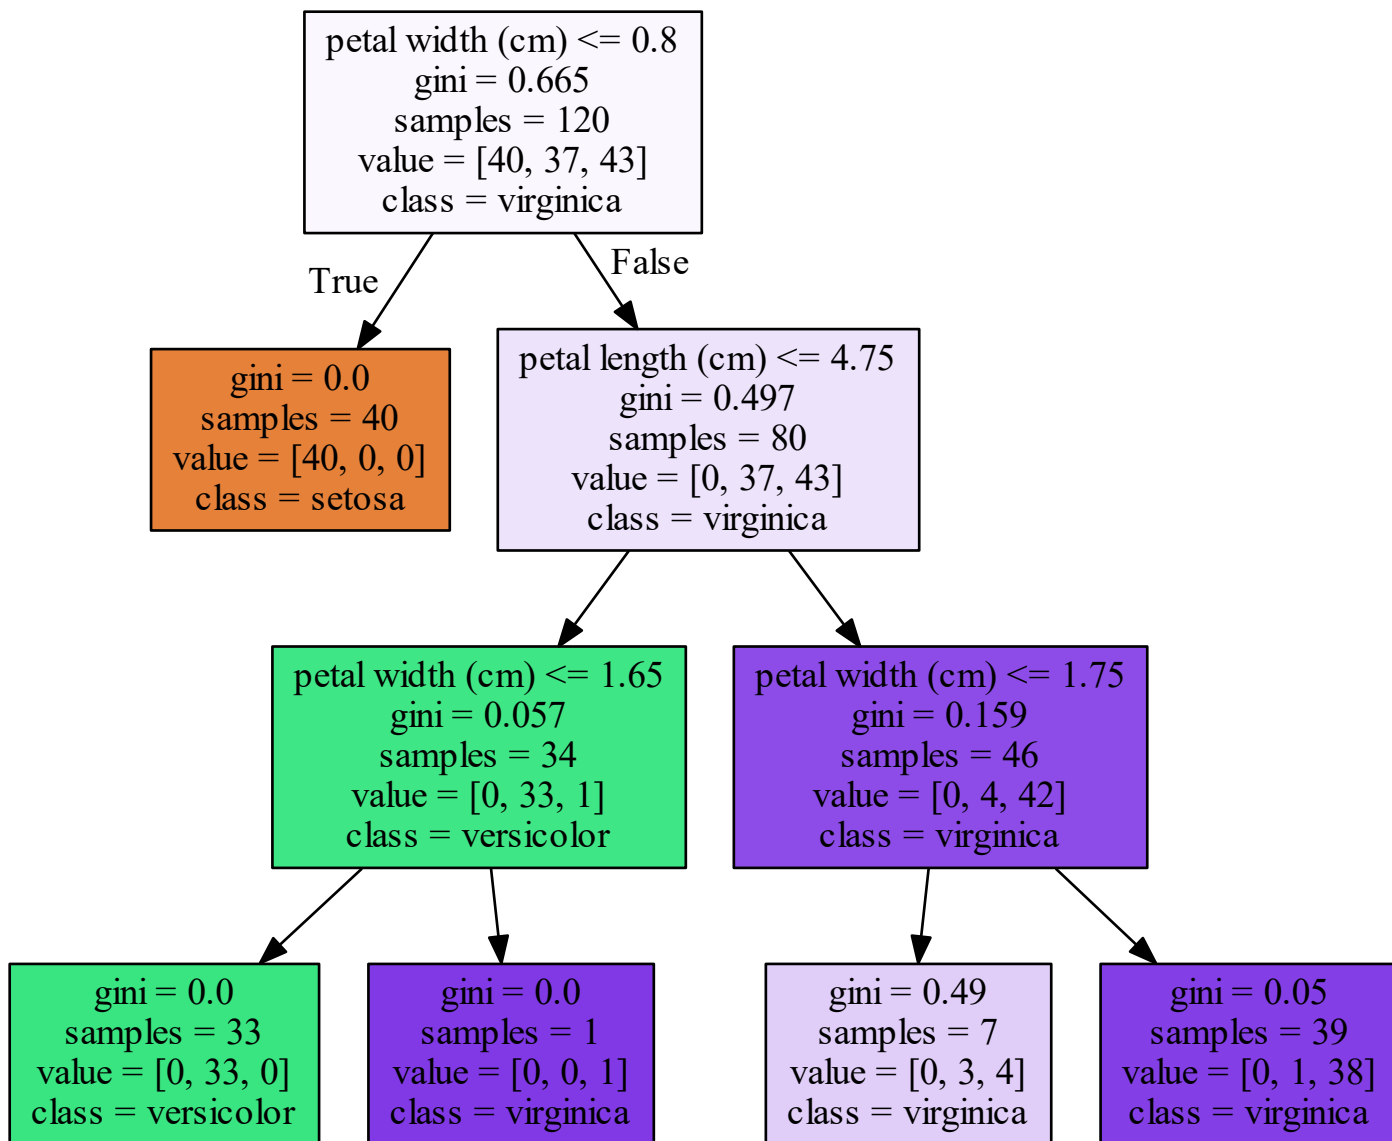 petal width (cm) <= 0.8
gini = 0.665
samples = 120
value = [40, 37, 43]
class = virginica
True
False
gini = 0.0
samples = 40
value = [40, 0, 0]
class = setosa
petal length (cm) <= 4.75
gini = 0.497
samples = 80
value = [0, 37, 43]
class = virginica
petal width (cm) <= 1.65
gini = 0.057
samples = 34
value = [0, 33, 1]
class = versicolor
petal width (cm) <= 1.75
gini = 0.159
samples = 46
value = [0, 4, 42]
class = virginica
gini = 0.0
samples = 33
value = [0, 33, 0]
class = versicolor
gini = 0.0
samples = 1
value = [0, 0, 1]
class = virginica
gini = 0.49
samples = 7
value = [0, 3, 4]
class = virginica
gini = 0.05
samples = 39
value = [0, 1, 38]
class = virginica